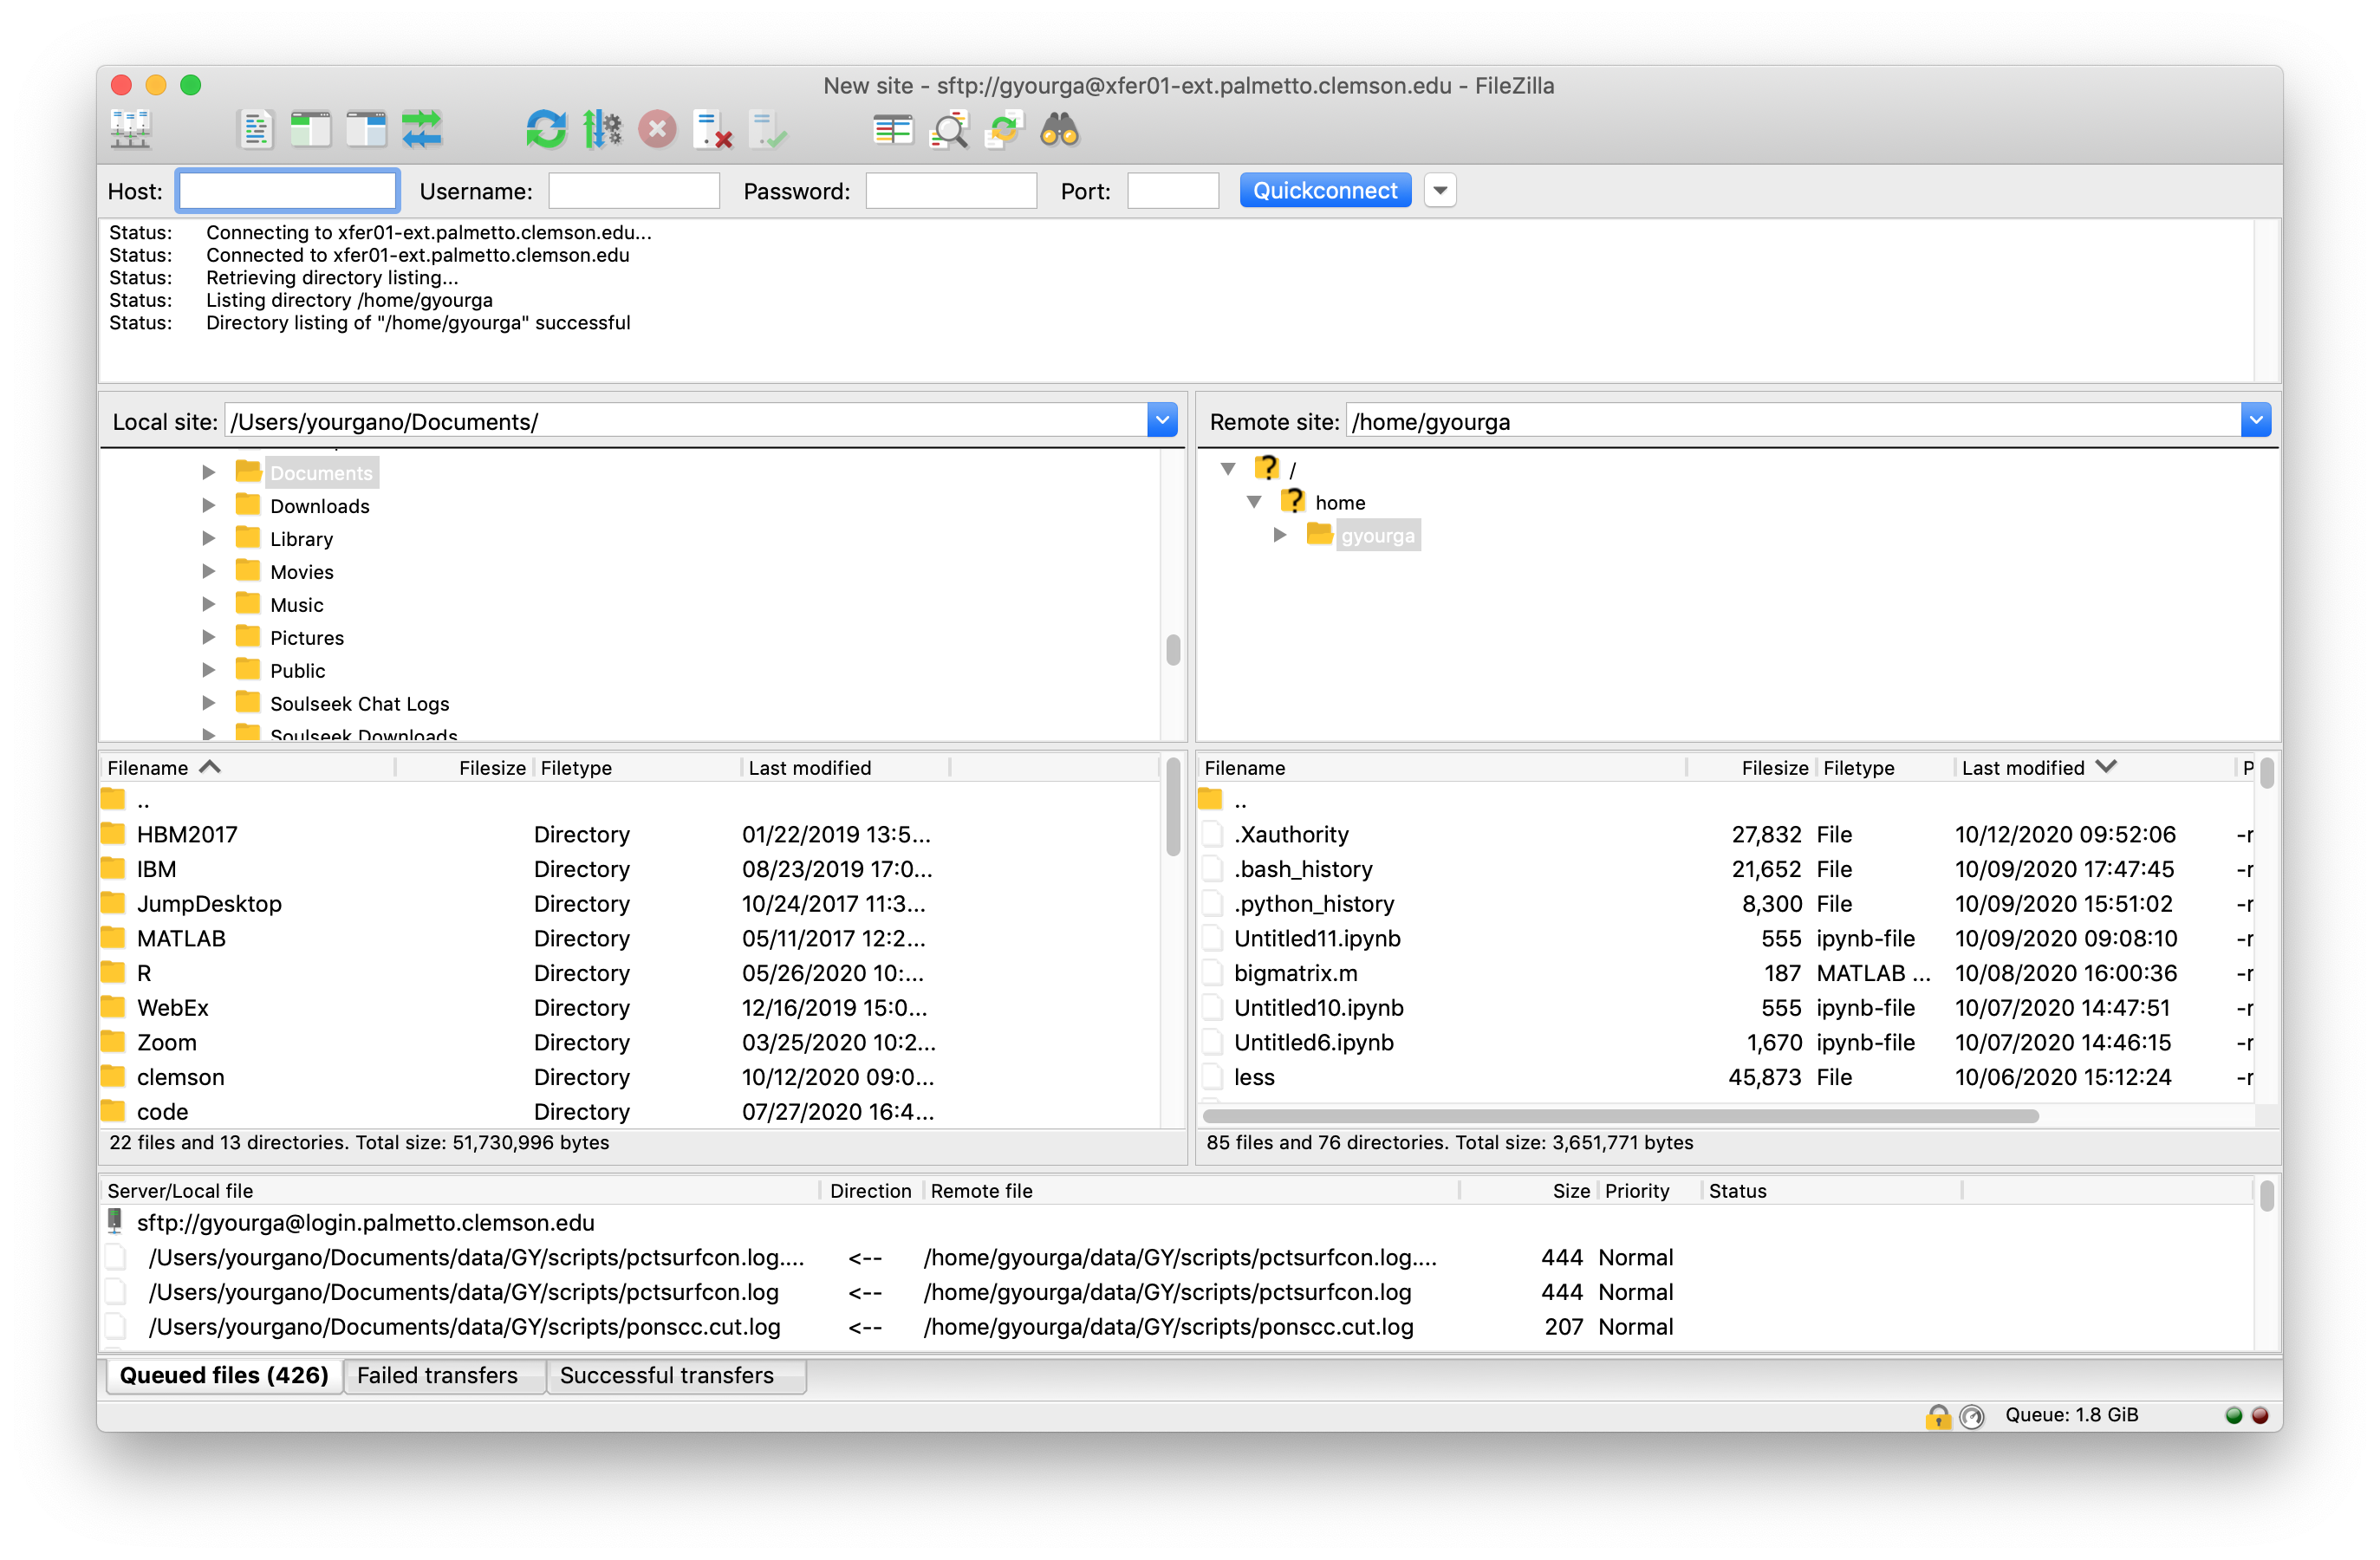 New site - sftp://gyourga@xfer01-ext.palmetto.clemson.edu - FileZilla
Host: Username: Password: Port: Quickconnect
Status: Connecting to xfer01-ext.palmetto.clemson.edu...
Status: Connected to xfer01-ext.palmetto.clemson.edu
Status: Retrieving directory listing...
Status: Listing directory /home/gyourga
Status: Directory listing of "/home/gyourga" successful
Local site: /Users/yourgano/Documents/
Documents
Downloads
Library
Movies
Music
Pictures
Public
Soulseek Chat Logs
Soulseek Downloads
Remote site: /home/gyourga
/
home
gyourga
Filename Filesize Filetype Last modified
..
HBM2017 Directory 01/22/2019 13:5...
IBM Directory 08/23/2019 17:0...
JumpDesktop Directory 10/24/2017 11:3...
MATLAB Directory 05/11/2017 12:2...
R Directory 05/26/2020 10:...
WebEx Directory 12/16/2019 15:0...
Zoom Directory 03/25/2020 10:2...
clemson Directory 10/12/2020 09:0...
code Directory 07/27/2020 16:4...
22 files and 13 directories. Total size: 51,730,996 bytes
Filename Filesize Filetype Last modified P
..
.Xauthority 27,832 File 10/12/2020 09:52:06 -r
.bash_history 21,652 File 10/09/2020 17:47:45 -r
.python_history 8,300 File 10/09/2020 15:51:02 -r
Untitled11.ipynb 555 ipynb-file 10/09/2020 09:08:10 -r
bigmatrix.m 187 MATLAB ... 10/08/2020 16:00:36 -r
Untitled10.ipynb 555 ipynb-file 10/07/2020 14:47:51 -r
Untitled6.ipynb 1,670 ipynb-file 10/07/2020 14:46:15 -r
less 45,873 File 10/06/2020 15:12:24 -r
85 files and 76 directories. Total size: 3,651,771 bytes
Server/Local file Direction Remote file Size Priority Status
sftp://gyourga@login.palmetto.clemson.edu
/Users/yourgano/Documents/data/GY/scripts/pctsurfcon.log.... <-- /home/gyourga/data/GY/scripts/pctsurfcon.log.... 444 Normal
/Users/yourgano/Documents/data/GY/scripts/pctsurfcon.log <-- /home/gyourga/data/GY/scripts/pctsurfcon.log 444 Normal
/Users/yourgano/Documents/data/GY/scripts/ponscc.cut.log <-- /home/gyourga/data/GY/scripts/ponscc.cut.log 207 Normal
Queued files (426) Failed transfers Successful transfers
Queue: 1.8 GiB